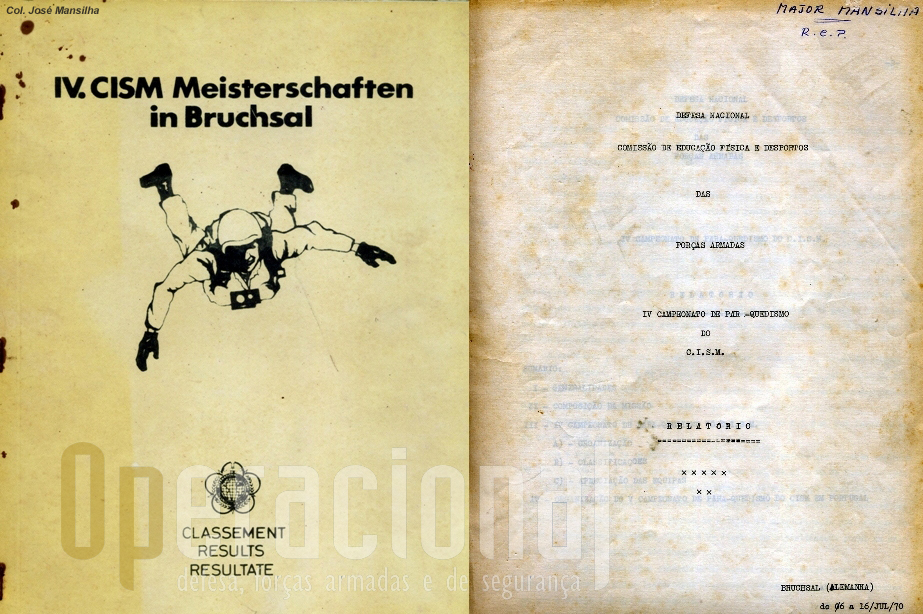 Col. José Mansilha
IV. CISM Meisterschaften
in Bruchsal
CLASSEMENT
RESULTS
RESULTATE
Operacional
defesa, forças armadas e de segurança
MAJOR MANSILHA
R.E.P.
DEFESA NACIONAL
COMISSÃO DE EDUCAÇÃO FÍSICA E DESPORTOS
DAS
FORÇAS ARMADAS
IV CAMPEONATO DE PAR -QUEDISMO
DO
C.I.S.M.
R E L A T Ó R I O
====================
x x x x x
x x
BRUCHSAL (ALEMANHA)
de 06 a 16/JUL/70